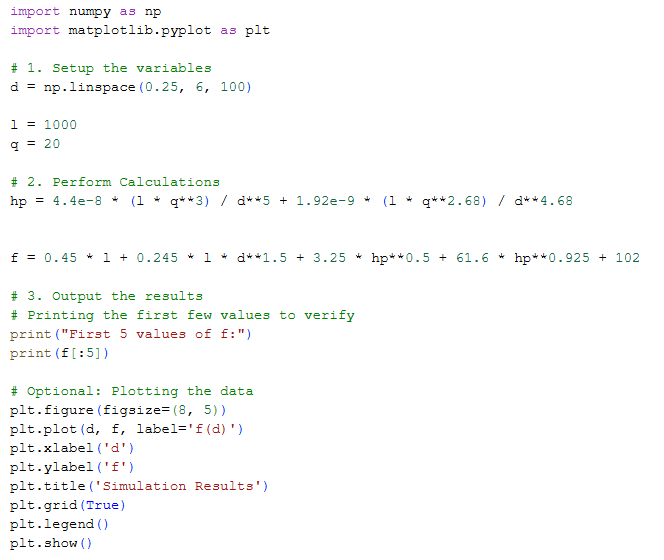 import numpy as np
import matplotlib.pyplot as plt
# 1. Setup the variables
d = np.linspace(0.25, 6, 100)
l = 1000
q = 20
# 2. Perform Calculations
hp = 4.4e-8 * (l * q**3) / d**5 + 1.92e-9 * (l * q**2.68) / d**4.68
f = 0.45 * l + 0.245 * l * d**1.5 + 3.25 * hp**0.5 + 61.6 * hp**0.925 + 102
# 3. Output the results
# Printing the first few values to verify
print("First 5 values of f:")
print(f[:5])
# Optional: Plotting the data
plt.figure(figsize=(8, 5))
plt.plot(d, f, label='f(d)')
plt.xlabel('d')
plt.ylabel('f')
plt.title('Simulation Results')
plt.grid(True)
plt.legend()
plt.show()